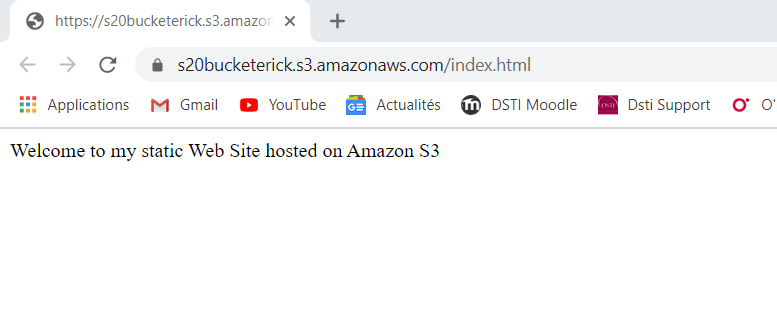 https://s20bucketerick.s3.amazon
s20bucketerick.s3.amazonaws.com/index.html
Applications Gmail YouTube Actualités DSTI Moodle Dsti Support O'
Welcome to my static Web Site hosted on Amazon S3